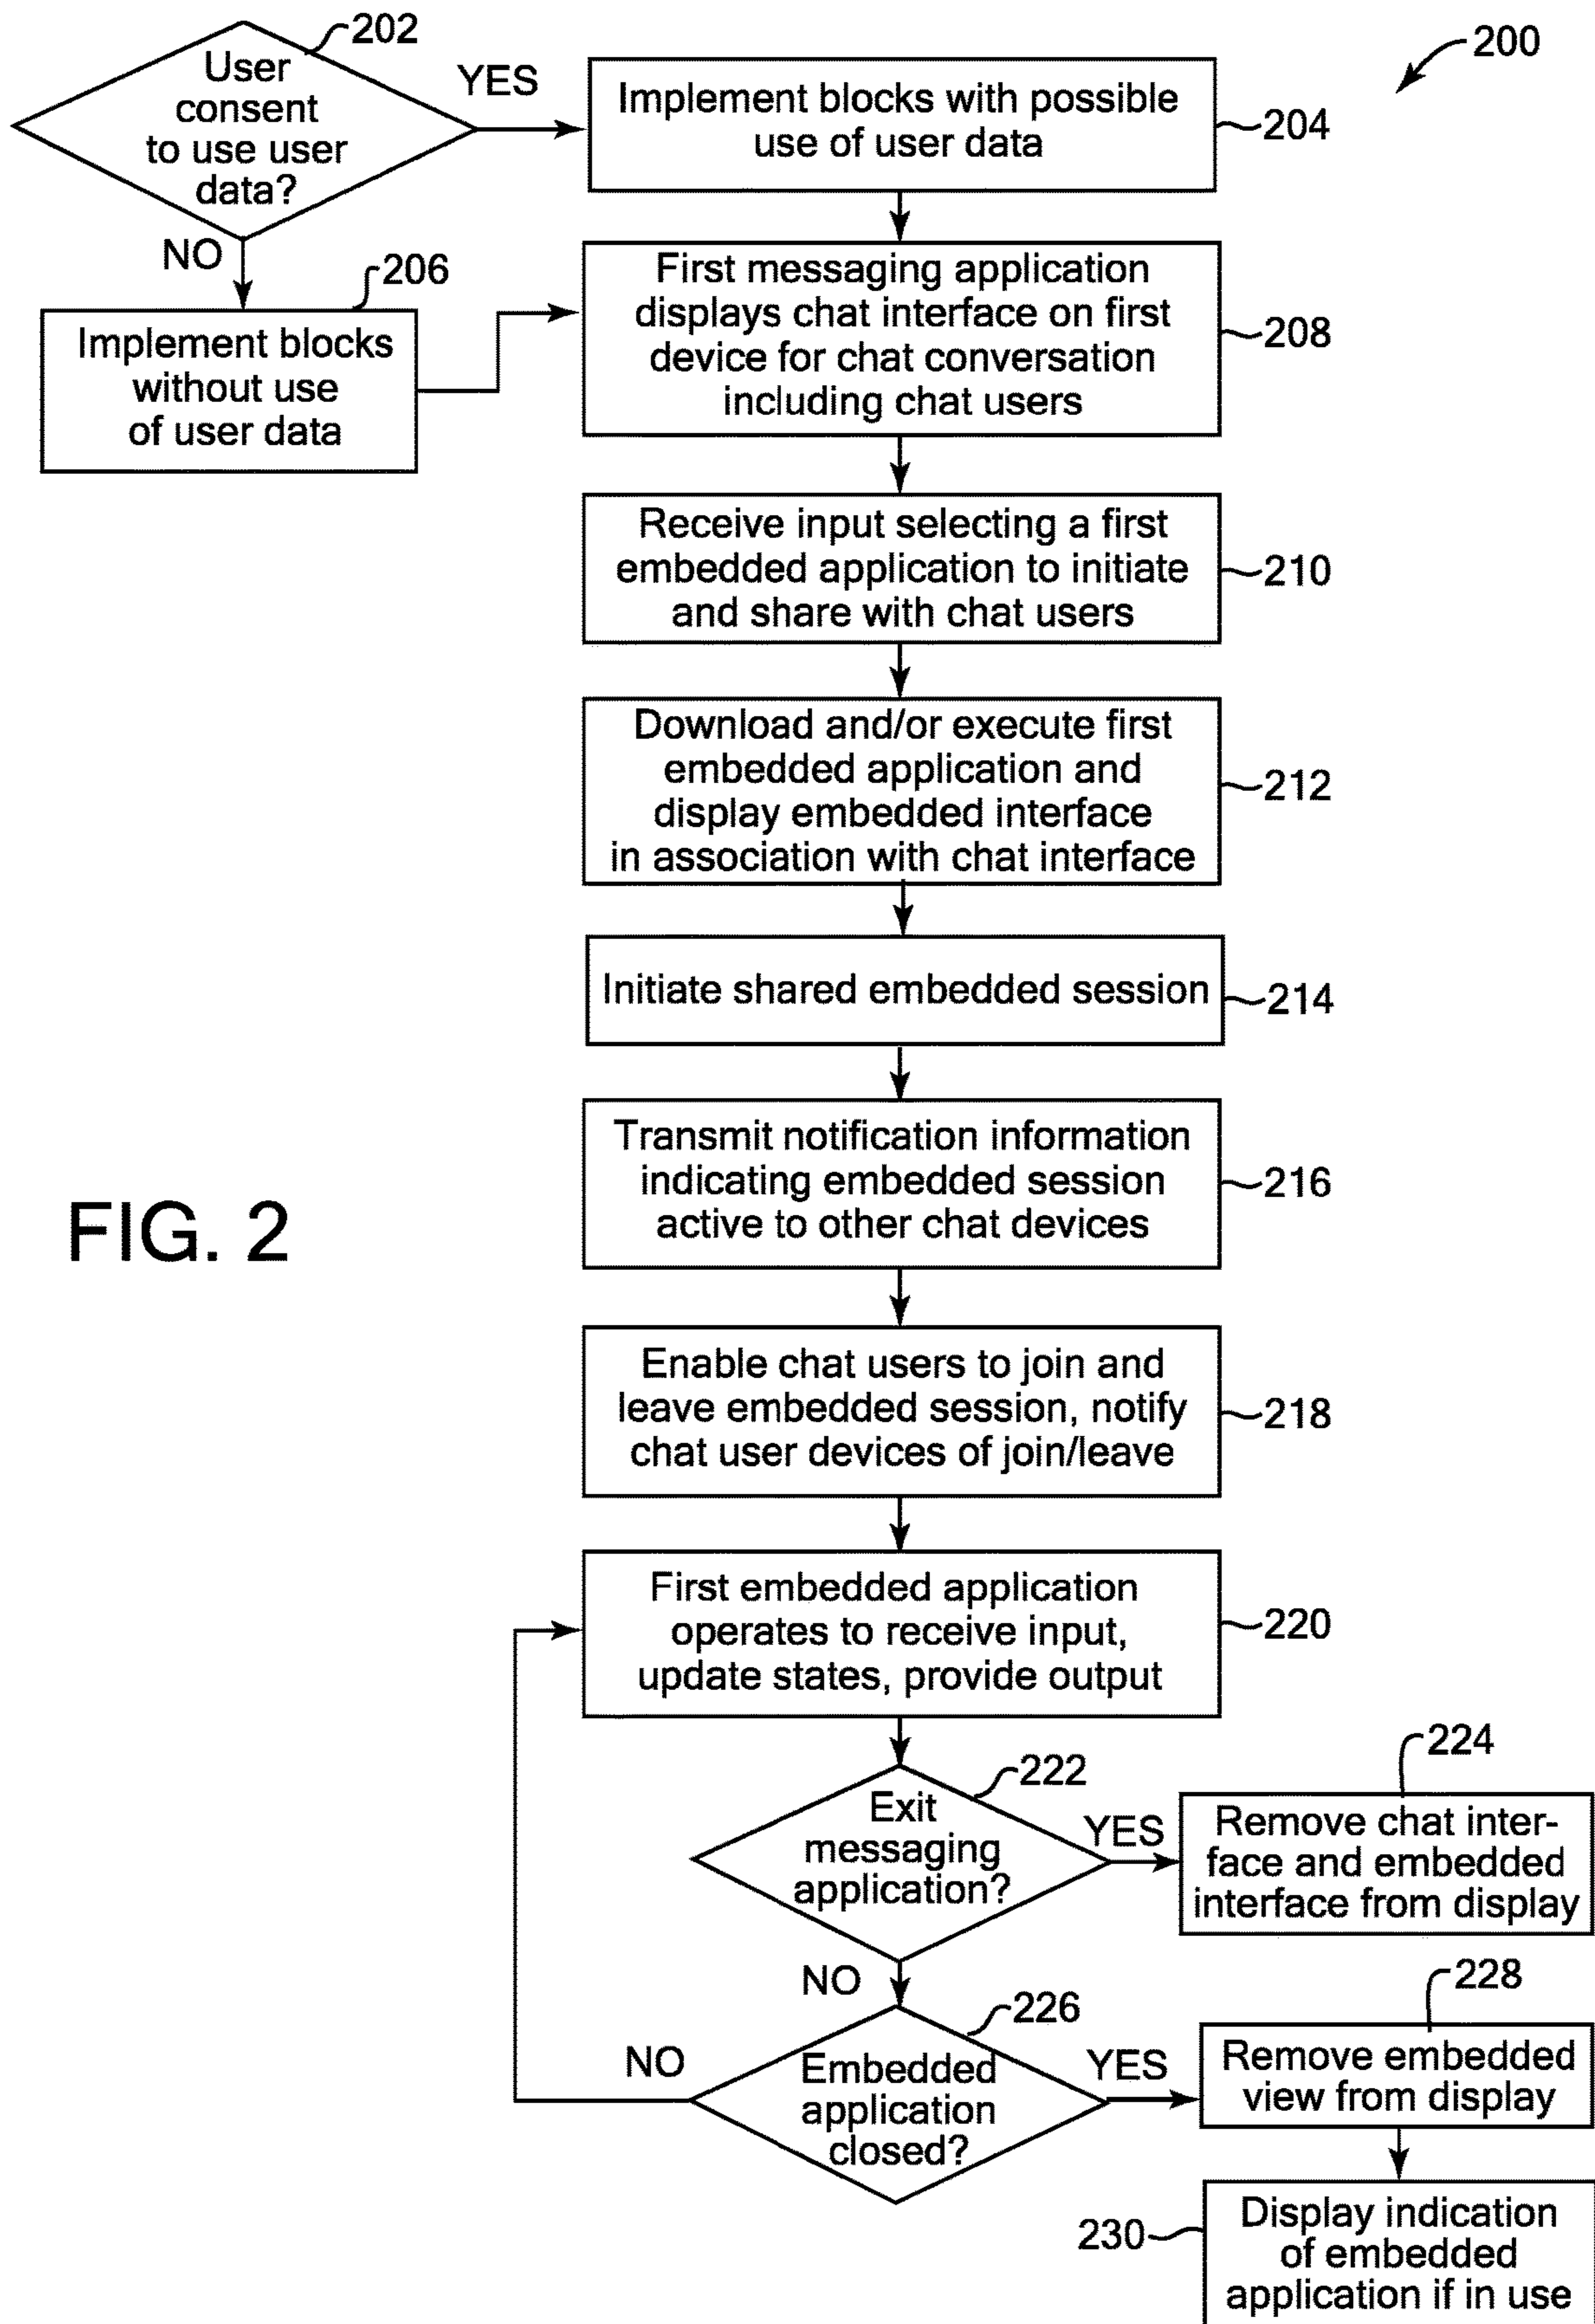 202
User
consent
to use user
data?
YES
200
Implement blocks with possible
use of user data
204
NO
206
Implement blocks
without use
of user data
First messaging application
displays chat interface on first
device for chat conversation
including chat users
208
Receive input selecting a first
embedded application to initiate
and share with chat users
210
Download and/or execute first
embedded application and
display embedded interface
in association with chat interface
212
Initiate shared embedded session
214
Transmit notification information
indicating embedded session
active to other chat devices
216
FIG. 2
Enable chat users to join and
leave embedded session, notify
chat user devices of join/leave
218
First embedded application
operates to receive input,
update states, provide output
220
222
Exit
messaging
application?
YES
224
Remove chat inter-
face and embedded
interface from display
NO
226
Embedded
application
closed?
NO
YES
228
Remove embedded
view from display
230
Display indication
of embedded
application if in use